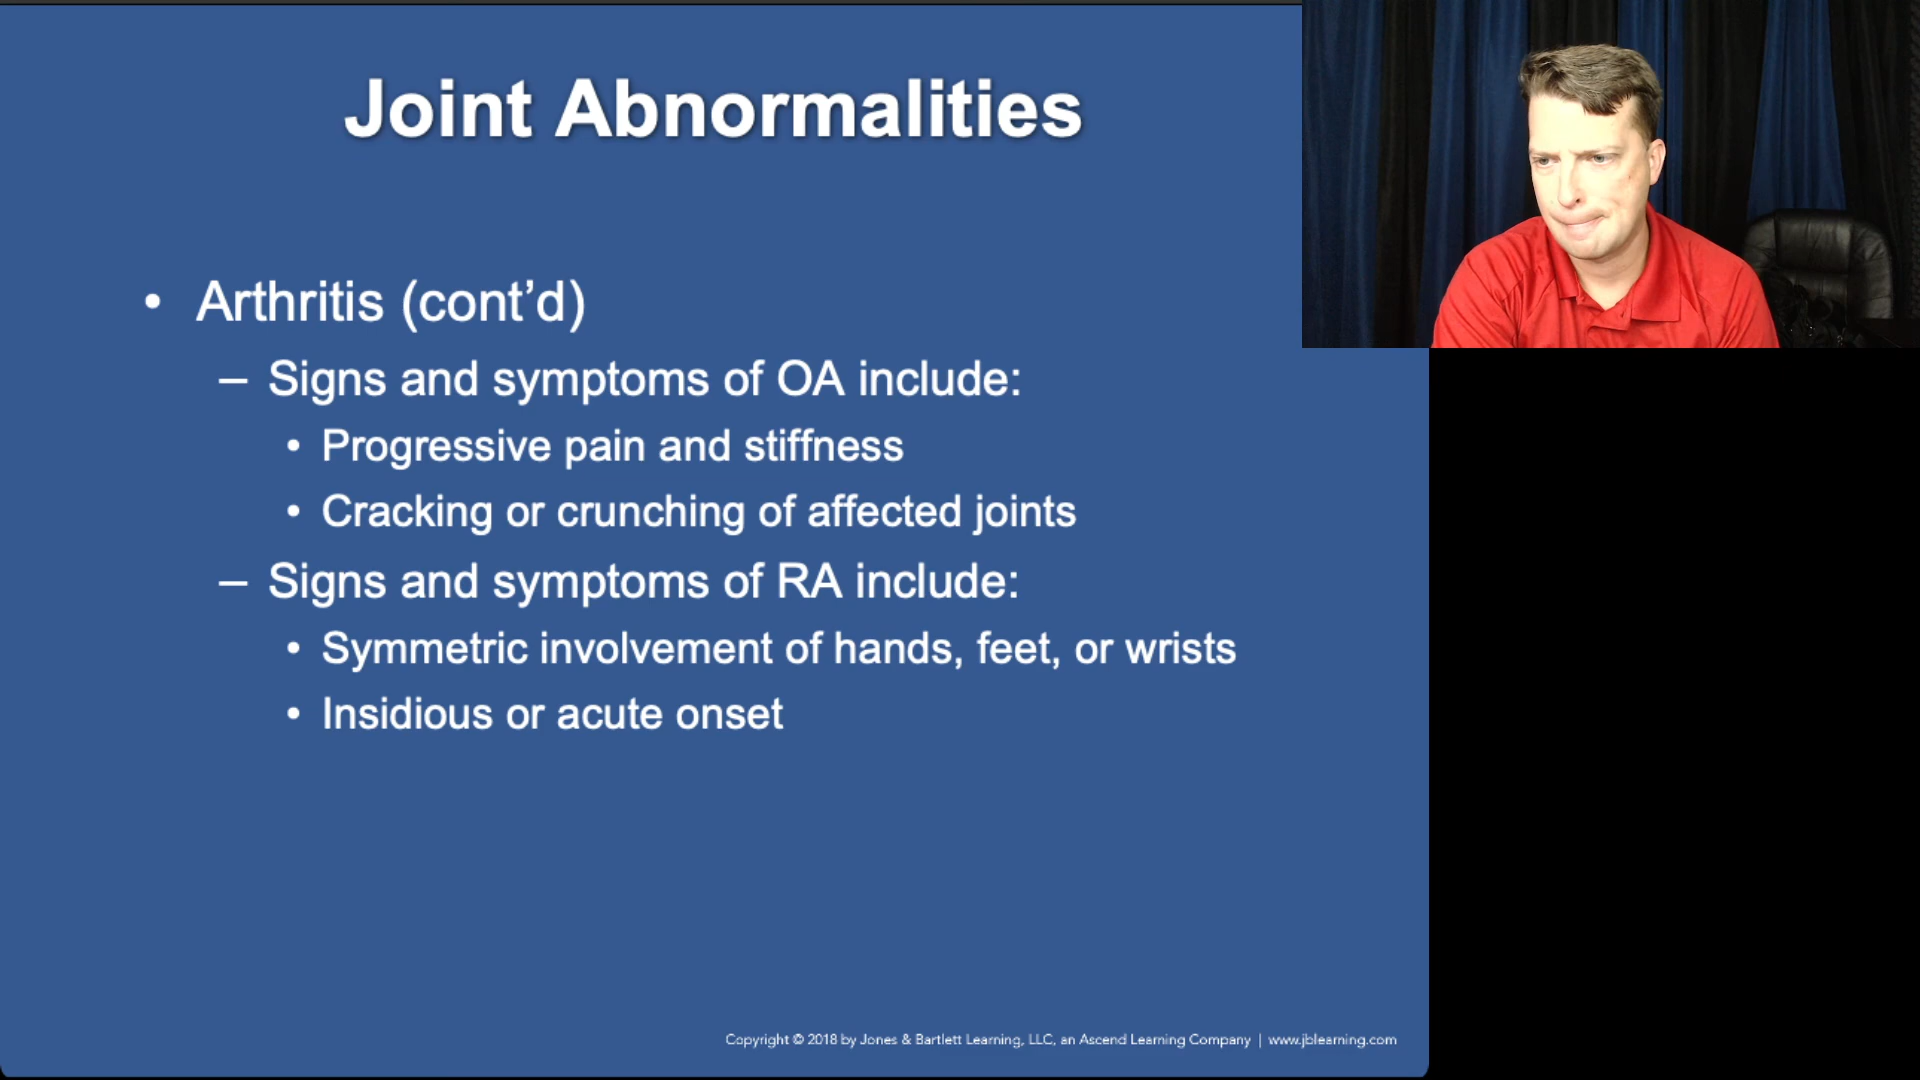 Joint Abnormalities
• Arthritis (cont’d)
– Signs and symptoms of OA include:
• Progressive pain and stiffness
• Cracking or crunching of affected joints
– Signs and symptoms of RA include:
• Symmetric involvement of hands, feet, or wrists
• Insidious or acute onset
Copyright © 2018 by Jones & Bartlett Learning, LLC, an Ascend Learning Company | www.jblearning.com